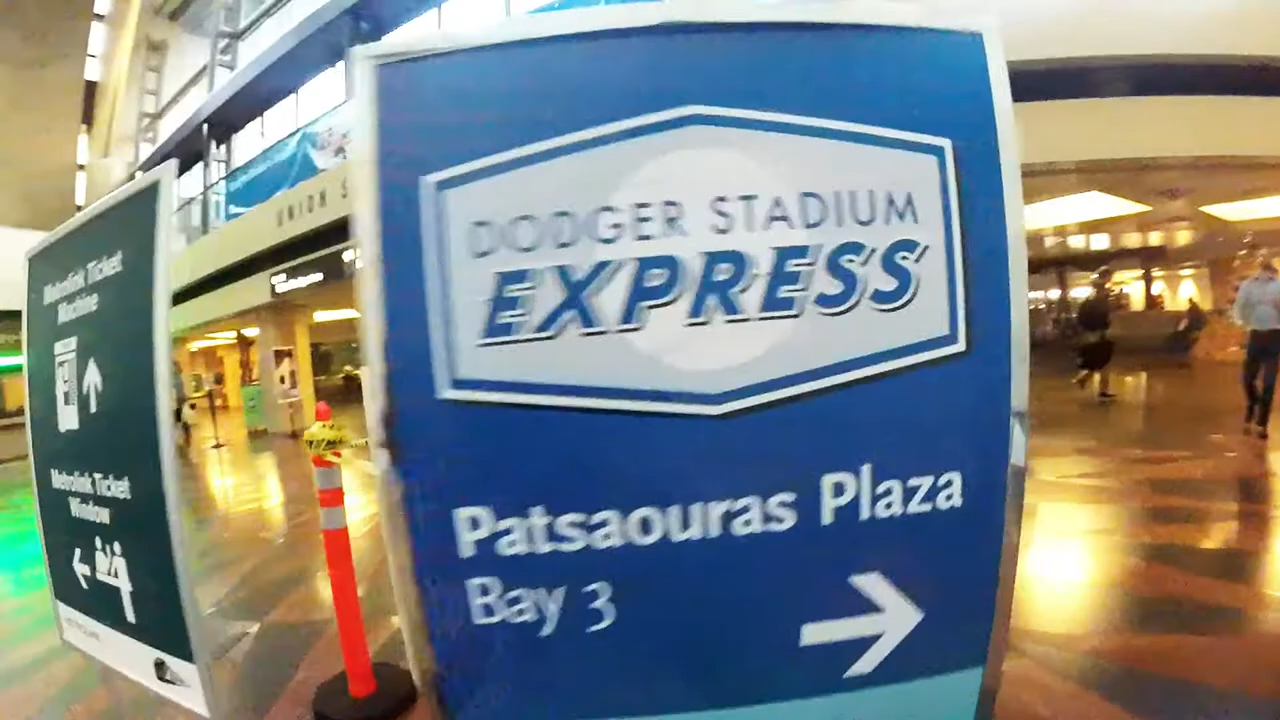 Metrolink Ticket
Machine
Metrolink Ticket
Window
UNION S
DODGER STADIUM
EXPRESS
Patsaouras Plaza
Bay 3